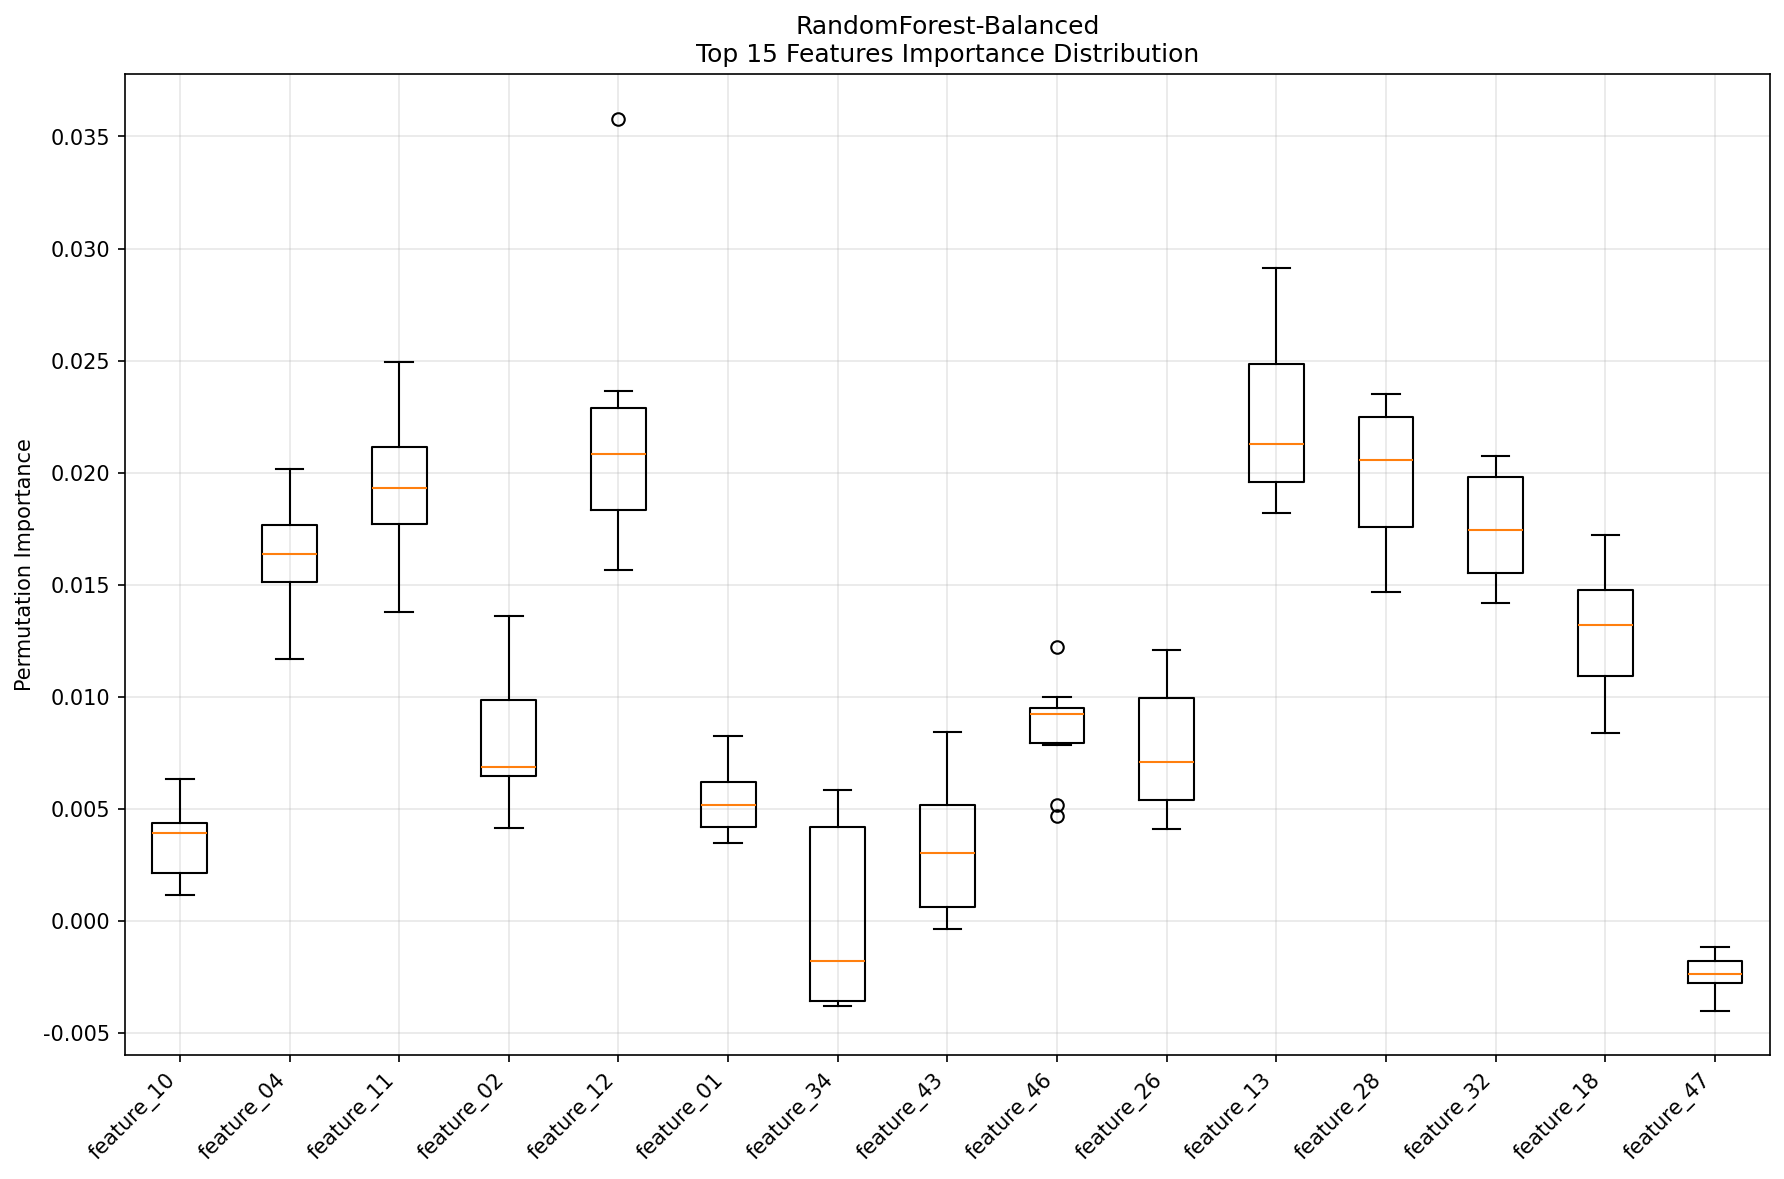 RandomForest-Balanced
Top 15 Features Importance Distribution
Permutation Importance
0.035
0.030
0.025
0.020
0.015
0.010
0.005
0.000
-0.005
feature_10
feature_04
feature_11
feature_02
feature_12
feature_01
feature_34
feature_43
feature_46
feature_26
feature_13
feature_28
feature_32
feature_18
feature_47